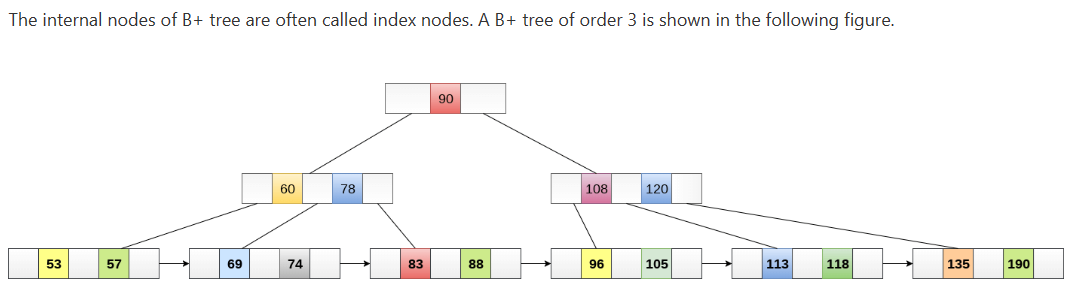 The internal nodes of B+ tree are often called index nodes. A B+ tree of order 3 is shown in the following figure.
90
60 78 108 120
53 57 69 74 83 88 96 105 113 118 135 190